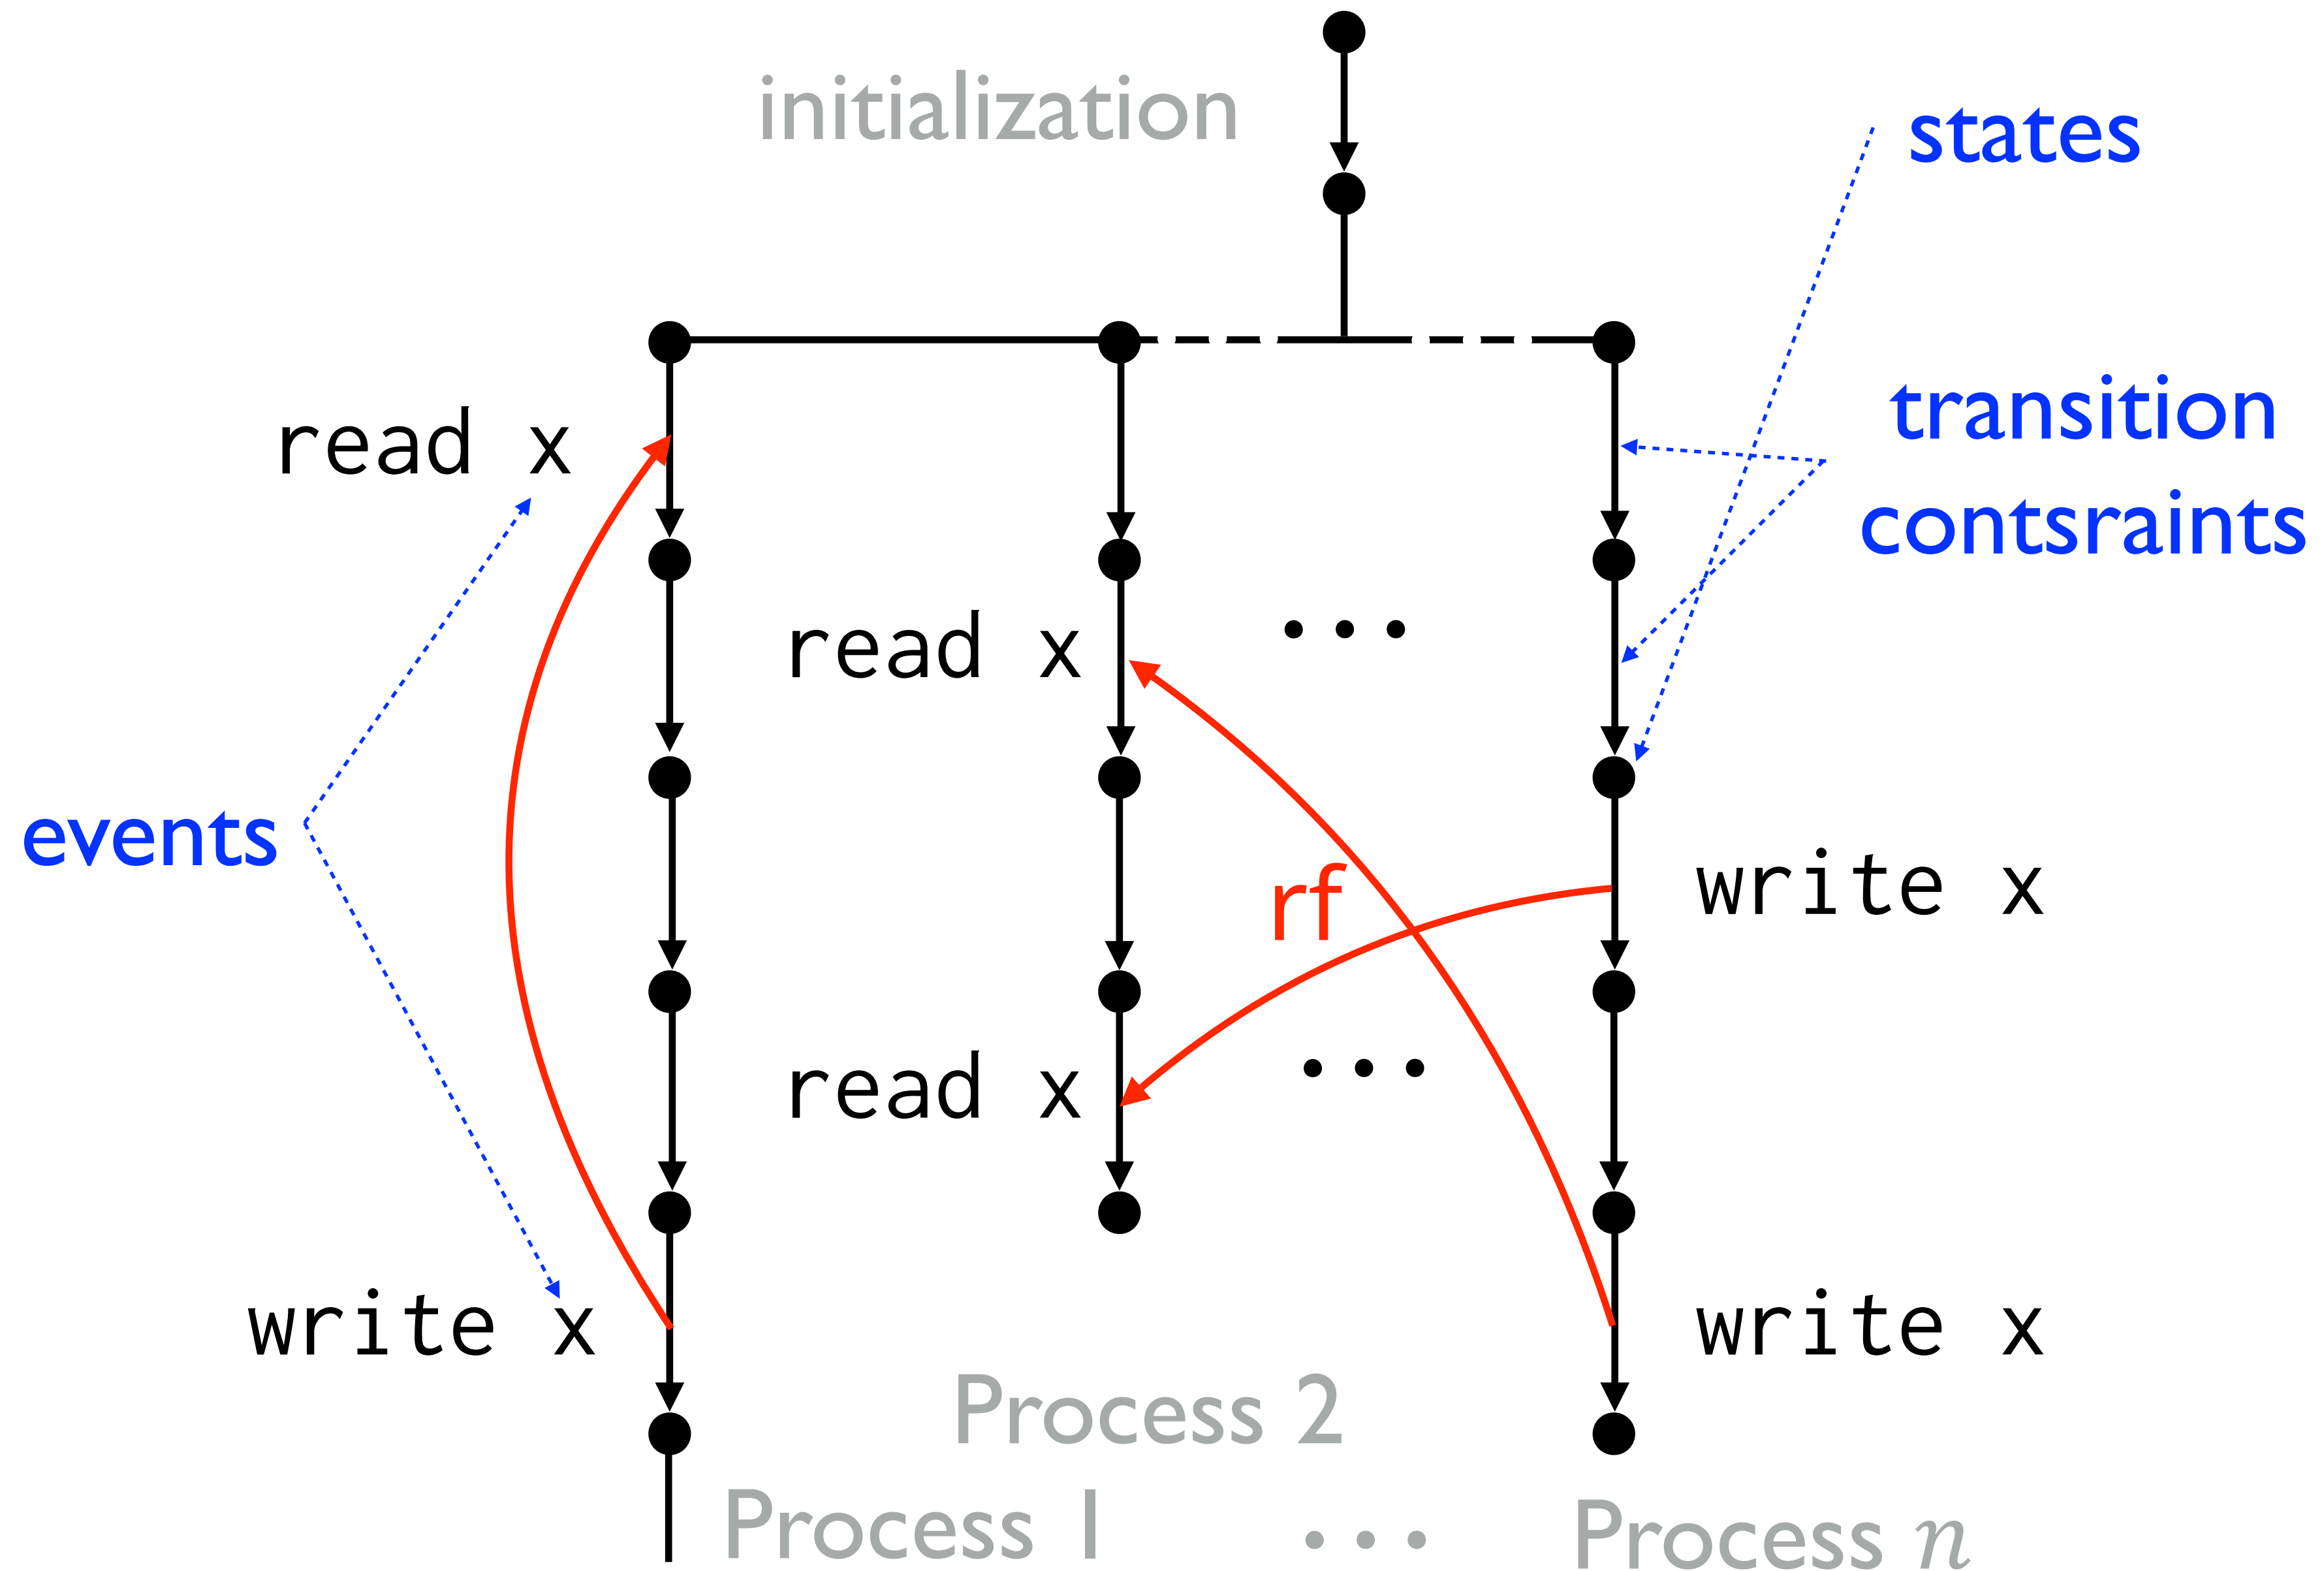 initialization
states
transition
contsraints
read x
read x
• • •
events
rf
write x
read x
• • •
write x
write x
Process 2
Process 1
• • •
Process n